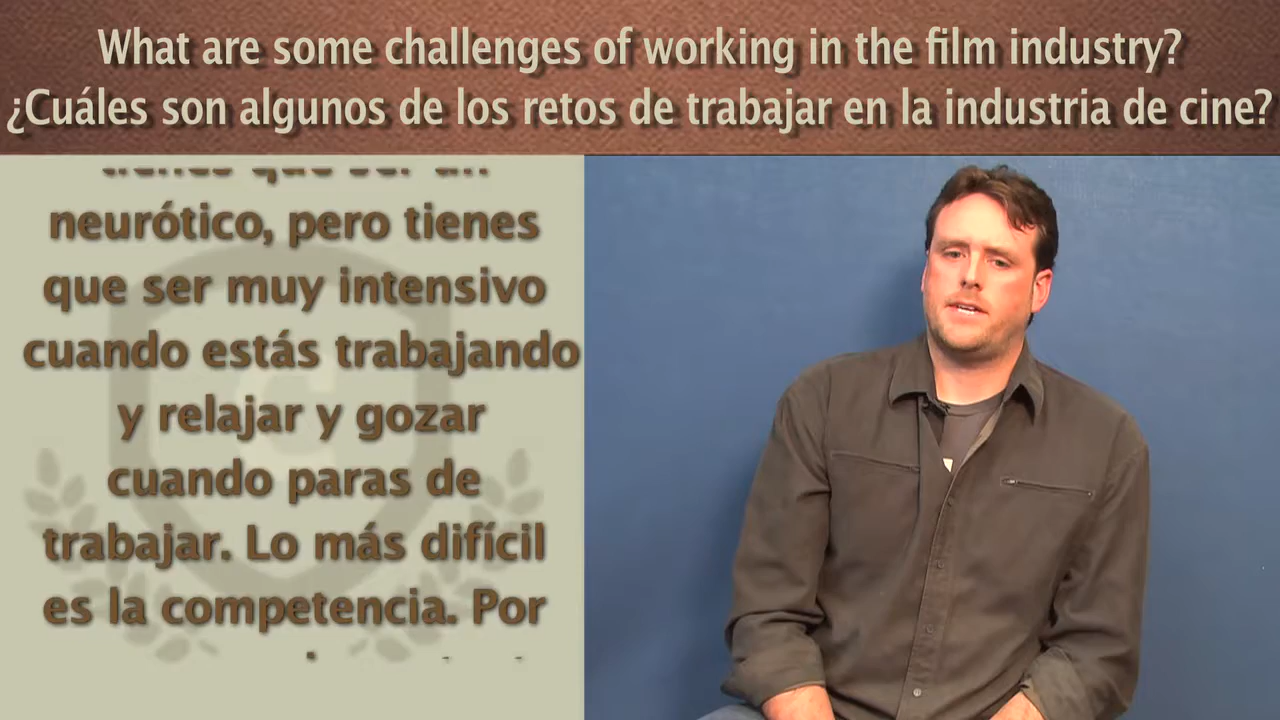 What are some challenges of working in the film industry?
¿Cuáles son algunos de los retos de trabajar en la industria de cine?
neurótico, pero tienes
que ser muy intensivo
cuando estás trabajando
y relajar y gozar
cuando paras de
trabajar. Lo más difícil
es la competencia. Por